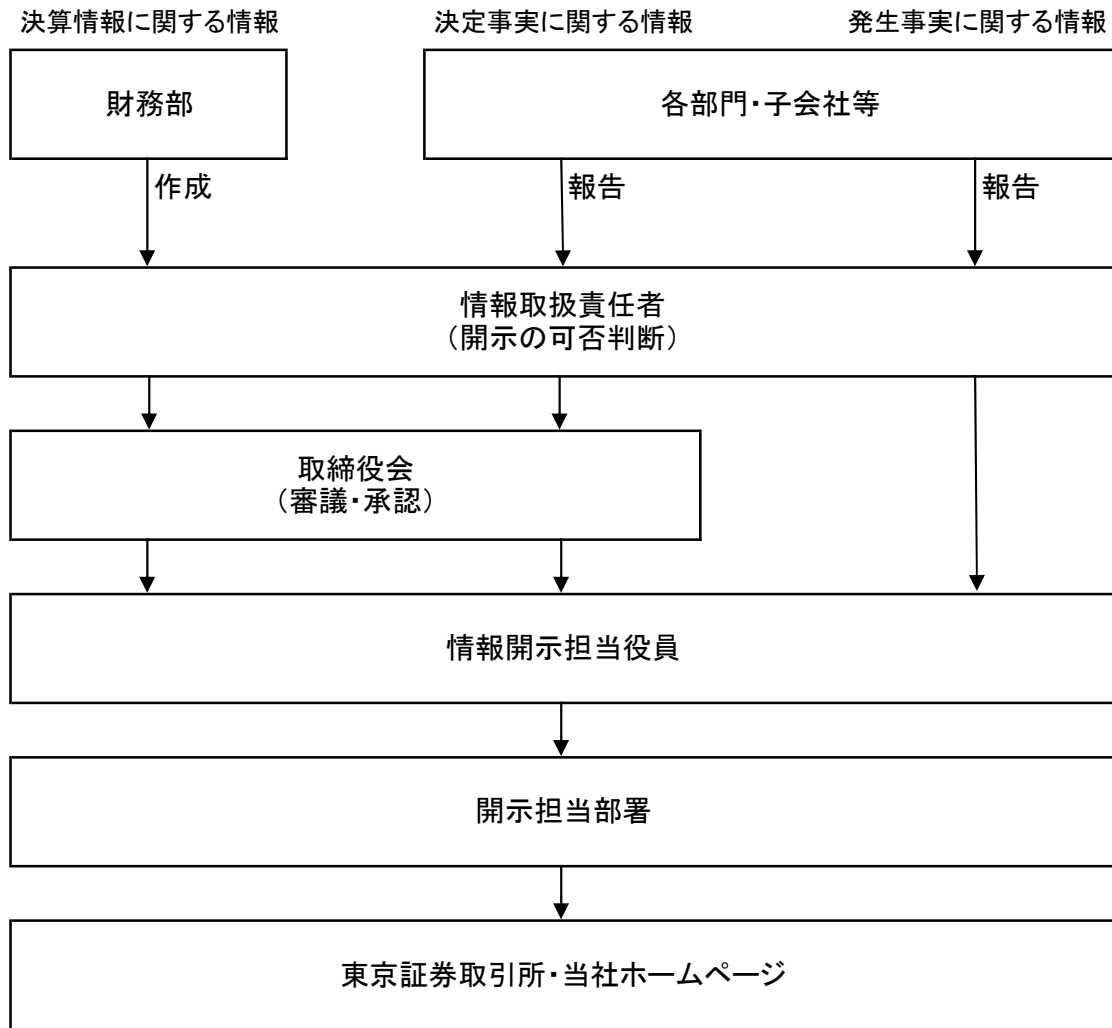 決算情報に関する情報
決定事実に関する情報
発生事実に関する情報
財務部
各部門・子会社等
作成
報告
報告
情報取扱責任者
（開示の可否判断）
取締役会
（審議・承認）
情報開示担当役員
開示担当部署
東京証券取引所・当社ホームページ